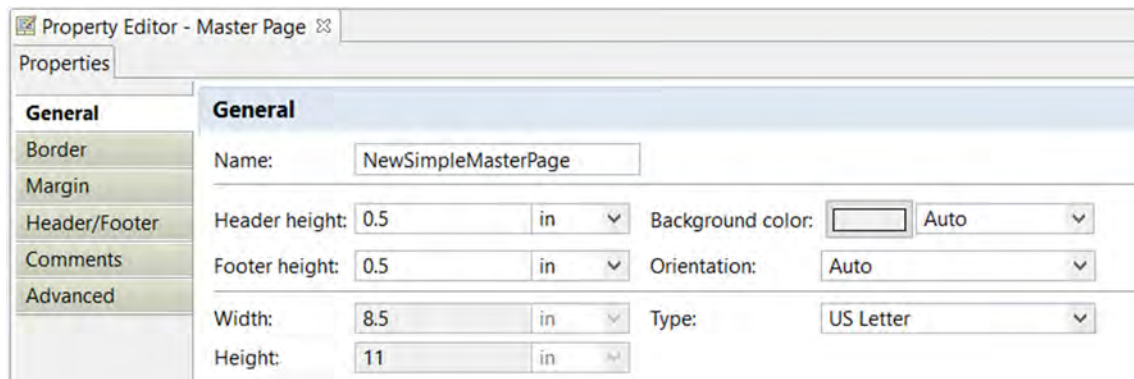 Property Editor - Master Page
Properties
General
Border
Margin
Header/Footer
Comments
Advanced
General
Name: NewSimpleMasterPage
Header height: 0.5 in Background color: Auto
Footer height: 0.5 in Orientation: Auto
Width: 8.5 in Type: US Letter
Height: 11 in